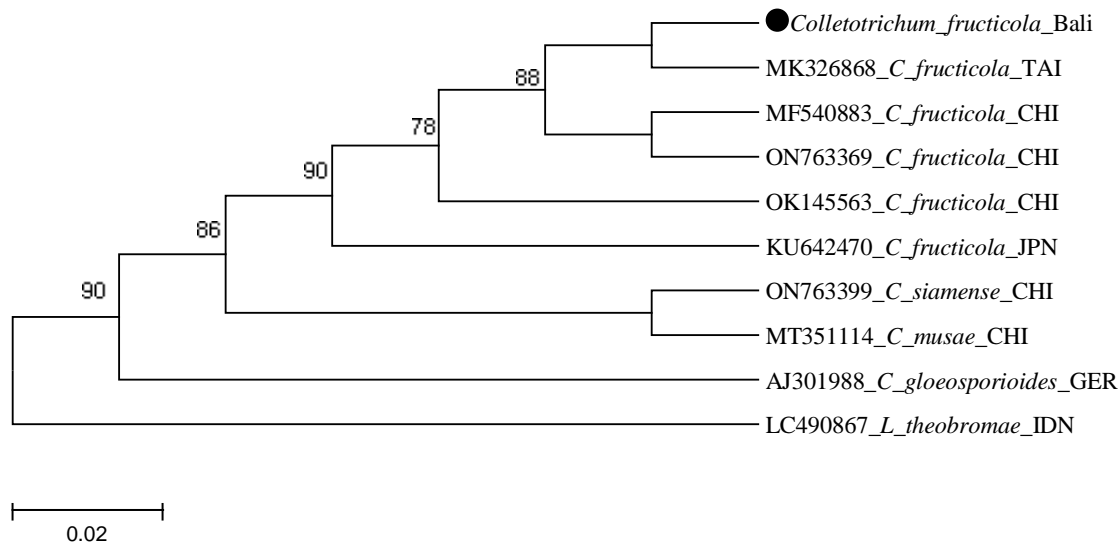 Colletotrichum_fructicola_Bali
MK326868_C_fructicola_TAI
88
MF540883_C_fructicola_CHI
78
ON763369_C_fructicola_CHI
90
OK145563_C_fructicola_CHI
86
KU642470_C_fructicola_JPN
90
ON763399_C_siamense_CHI
MT351114_C_musae_CHI
AJ301988_C_gloeosporioides_GER
LC490867_L_theobromae_IDN
0.02